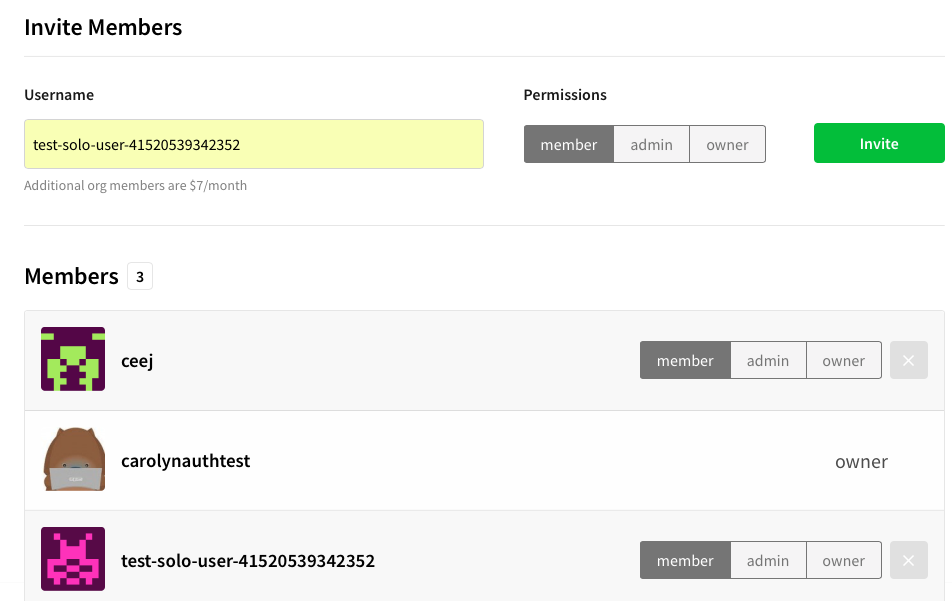 Invite Members
Username Permissions
test-solo-user-41520539342352 member admin owner Invite
Additional org members are $7/month
Members 3
ceej member admin owner ×
carolynauthtest owner
test-solo-user-41520539342352 member admin owner ×